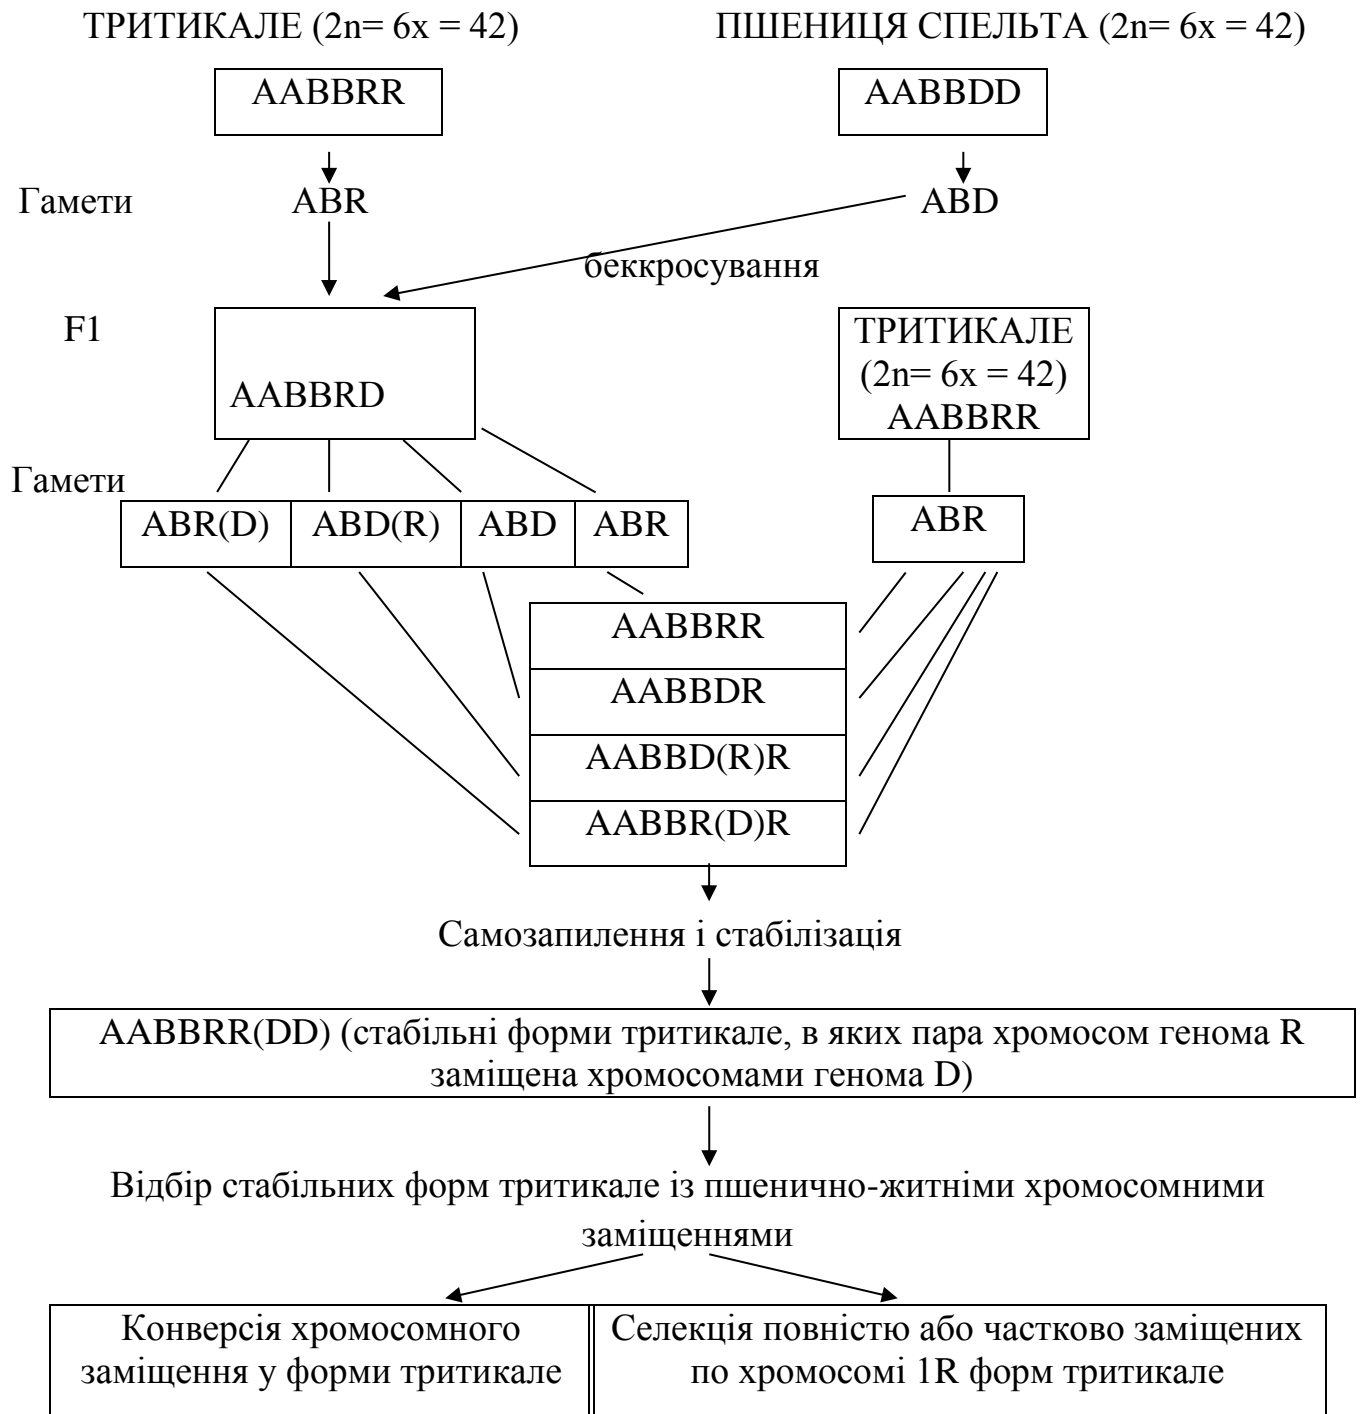 ТРИТИКАЛЕ (2n= 6x = 42)
ПШЕНИЦЯ СПЕЛЬТА (2n= 6x = 42)
AABBRR
AABBDD
Гамети
ABR
ABD
беккросування
F1
AABBRD
ТРИТИКАЛЕ
(2n= 6x = 42)
AABBRR
Гамети
ABR(D)
ABD(R)
ABD
ABR
ABR
AABBRR
AABBDR
AABBD(R)R
AABBR(D)R
Самозапилення і стабілізація
AABBRR(DD) (стабільні форми тритикале, в яких пара хромосом генома R
заміщена хромосомами генома D)
Відбір стабільних форм тритикале із пшенично-житніми хромосомними
заміщеннями
Конверсія хромосомного
заміщення у форми тритикале
Селекція повністю або частково заміщених
по хромосомі 1R форм тритикале